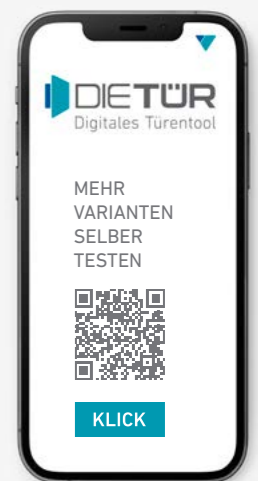 DIETÜR
Digitales Türentool
MEHR
VARIANTEN
SELBER
TESTEN
KLICK